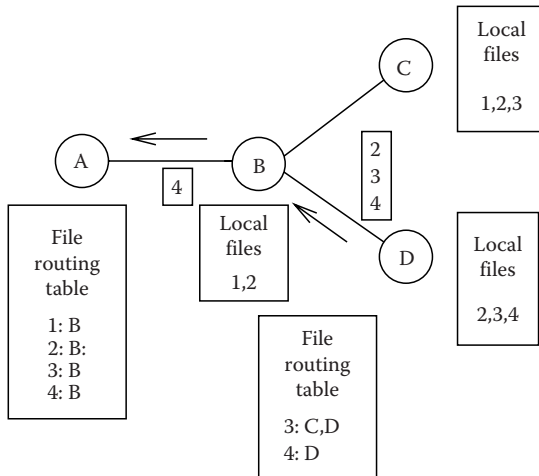 C
Local
files
1,2,3
A
B
2
3
4
4
D
Local
files
1,2
Local
files
2,3,4
File
routing
table
1: B
2: B:
3: B
4: B
File
routing
table
3: C,D
4: D